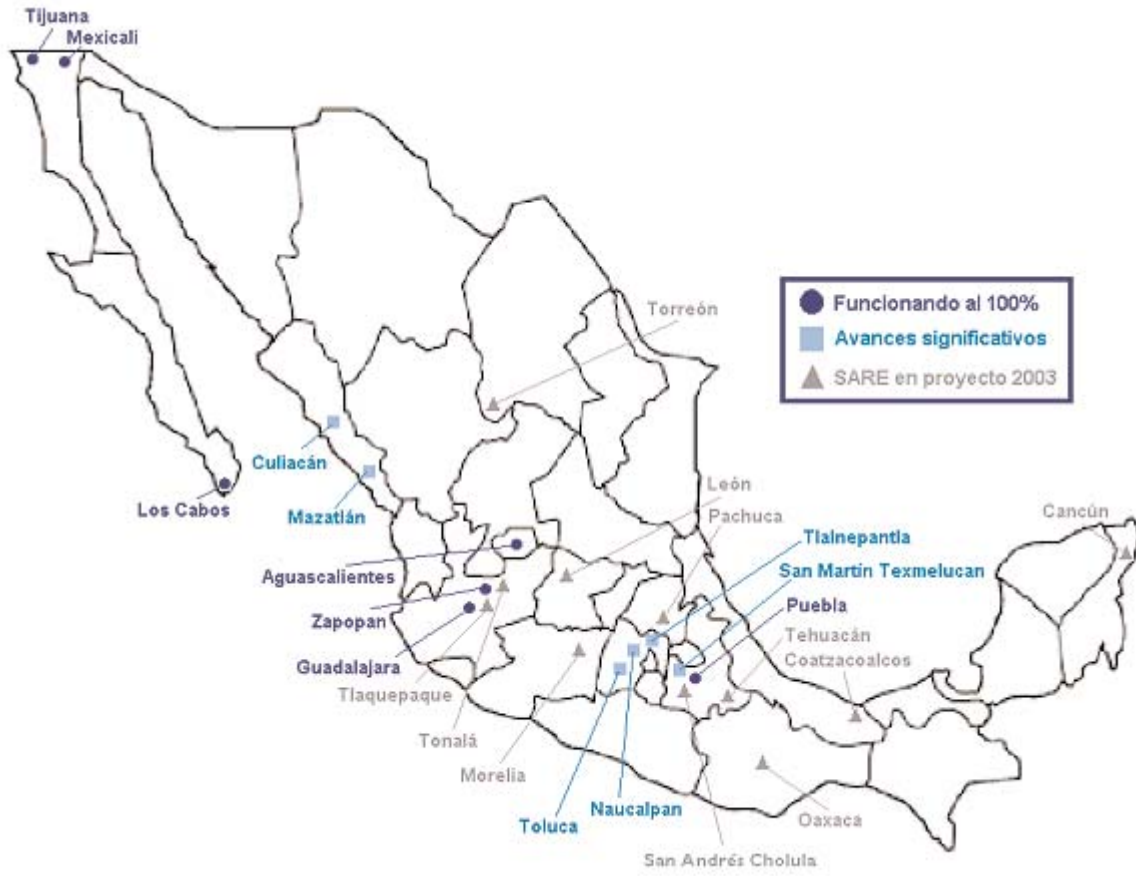 Tijuana
Mexicali
Torreón
Funcionando al 100%
Avances significativos
SARE en proyecto 2003
Culiacán
León
Los Cabos
Mazatlán
Pachuca
Cancún
Tlalnepantla
Aguascalientes
San Martín Texmelucan
Zapopan
Puebla
Tehuacán
Guadalajara
Coatzacoalcos
Tlaquepaque
Tonalá
Morelia
Naucalpan
Toluca
Oaxaca
San Andrés Cholula